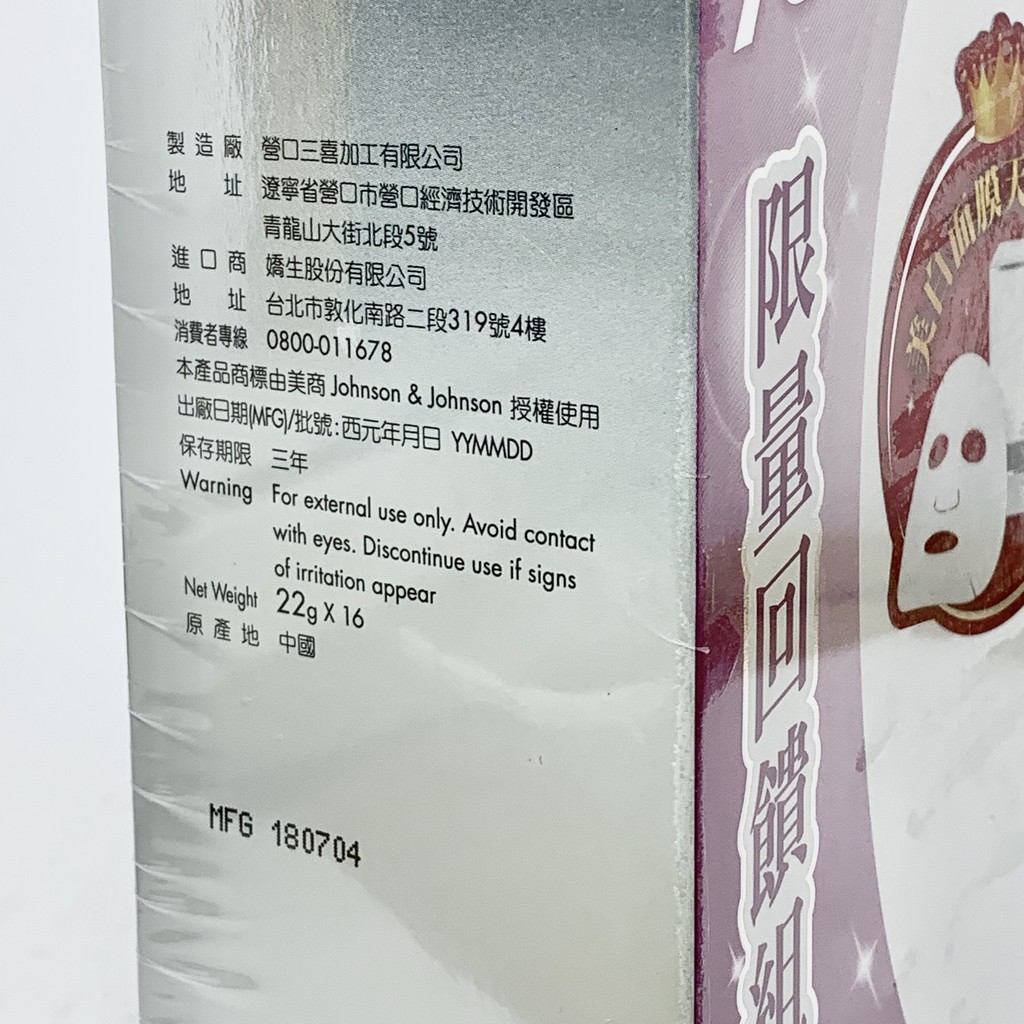 製造廠 營口三喜加工有限公司
地址 遼寧省營口市營口經濟技術開發區
青龍山大街北段5號
進口商 嬌生股份有限公司
地址 台北市敦化南路二段319號4樓
消費者專線 0800-011678
本產品商標由美商 Johnson & Johnson 授權使用
出廠日期(MFG)/批號:西元年月日 YYMMDD
保存期限 三年
Warning For external use only. Avoid contact
with eyes. Discontinue use if signs
of irritation appear
Net Weight 22g X 16
原產地 中國
MFG 180704
限量回饋組
美白面膜大